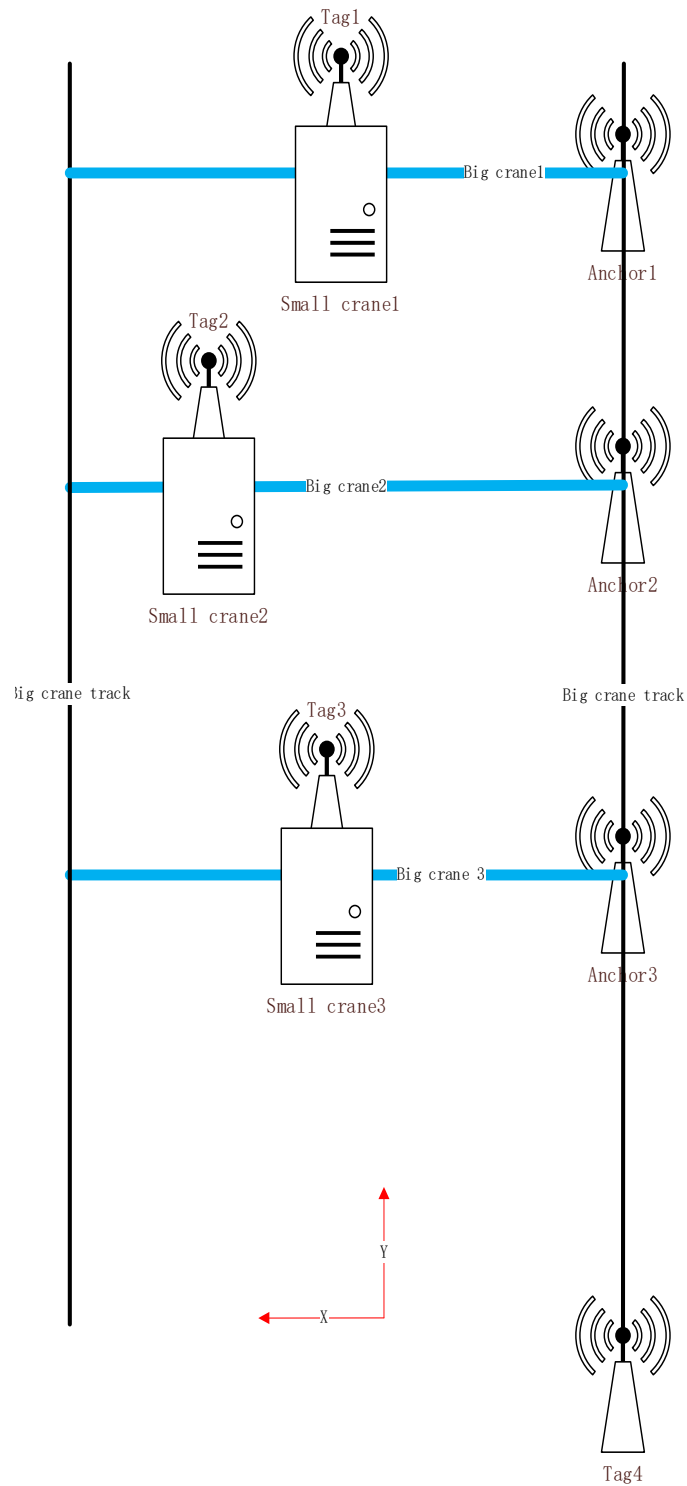 Tag1
Big crane1
Anchor1
Small crane1
Tag2
Big crane2
Anchor2
Small crane2
Big crane track
Big crane track
Tag3
Big crane 3
Anchor3
Small crane3
Y
X
Tag4